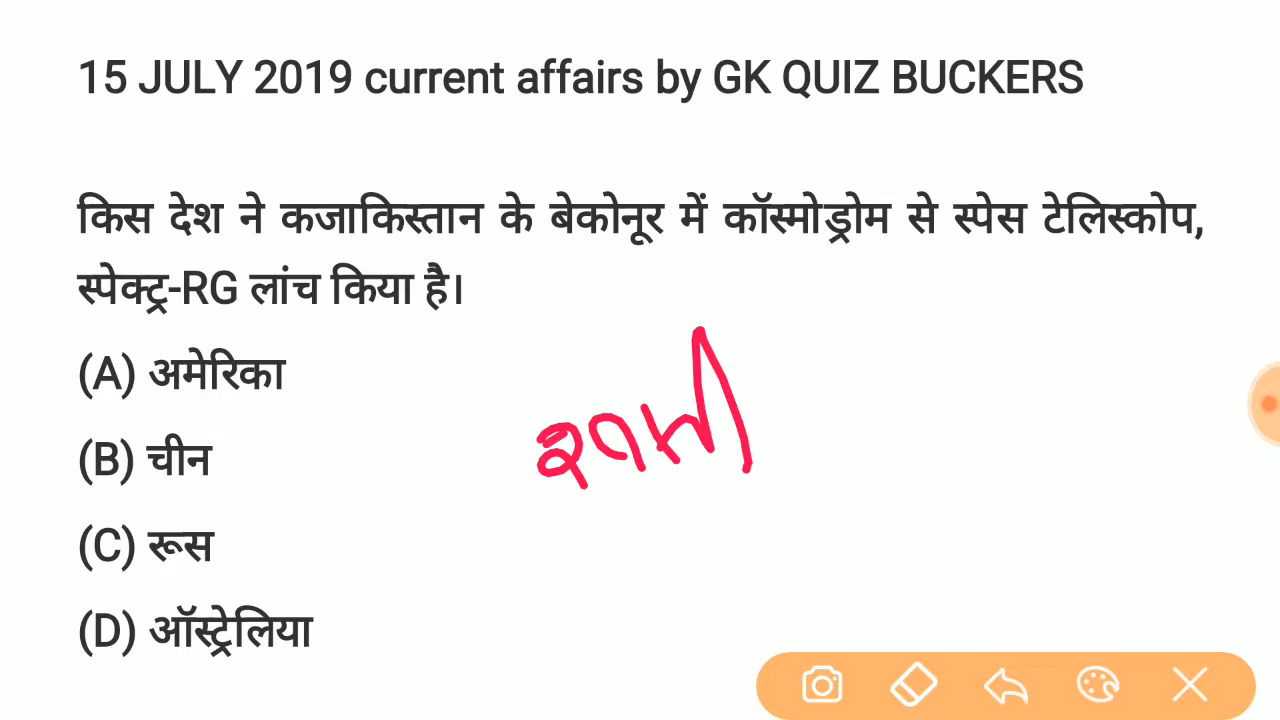 15 JULY 2019 current affairs by GK QUIZ BUCKERS
किस देश ने कजाकिस्तान के बेकोनूर में कॉस्मोड्रोम से स्पेस टेलिस्कोप,
स्पेक्ट्र-RG लांच किया है।
(A) अमेरिका
(B) चीन
(C) रूस
(D) ऑस्ट्रेलिया